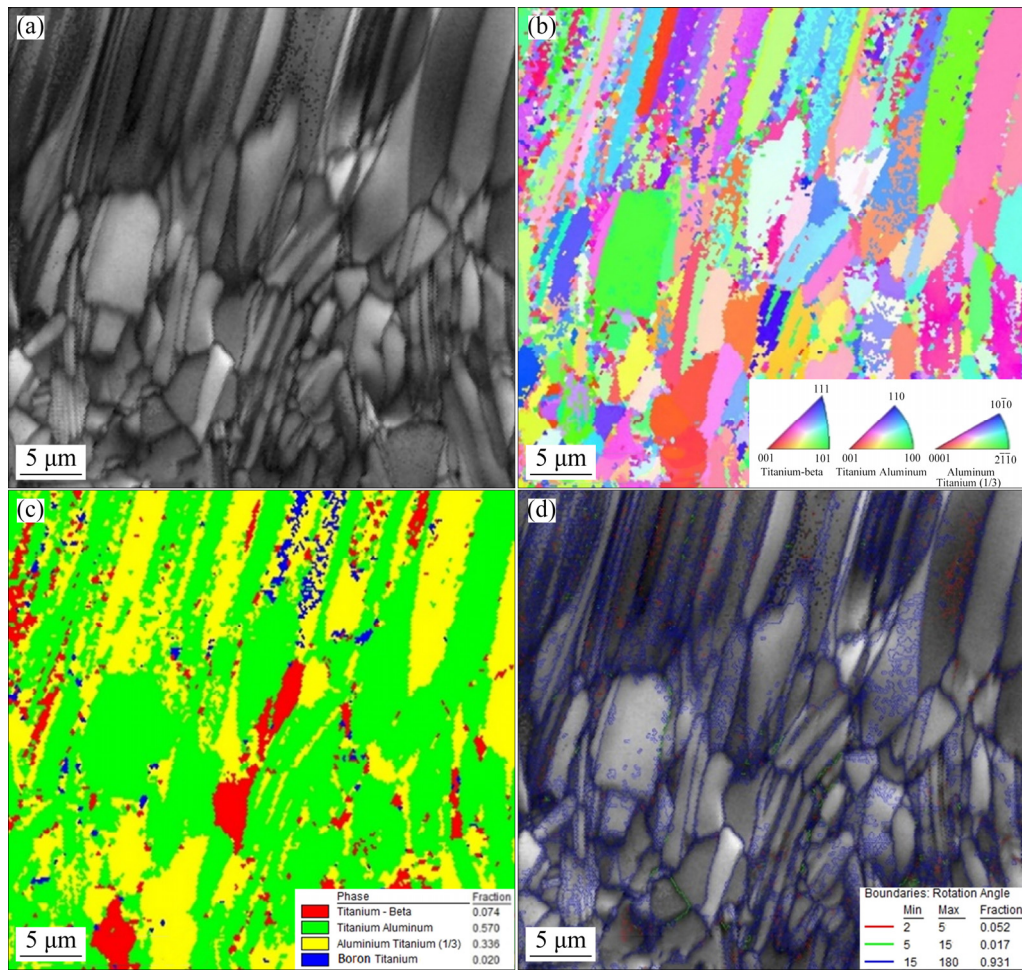 (a)
5 μm
(b)
5 μm
111
001 101
Titanium-beta
110
001 100
Titanium Aluminum
101̄0
0001 21̄1̄0
Aluminum
Titanium (1/3)
(c)
5 μm
Phase Fraction
Titanium - Beta 0.074
Titanium Aluminum 0.570
Aluminium Titanium (1/3) 0.336
Boron Titanium 0.020
(d)
5 μm
Boundaries: Rotation Angle
Min Max Fraction
2 5 0.052
5 15 0.017
15 180 0.931